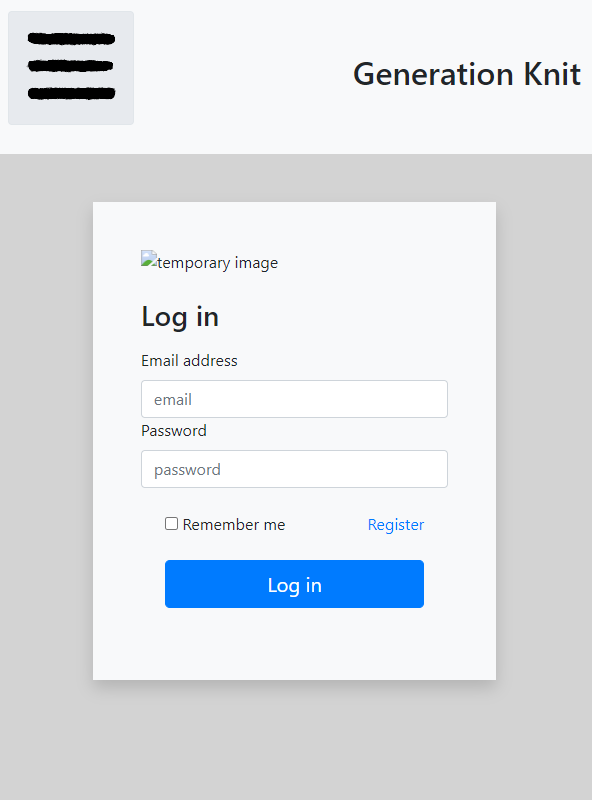 Generation Knit
temporary image
Log in
Email address
email
Password
password
Remember me
Register
Log in